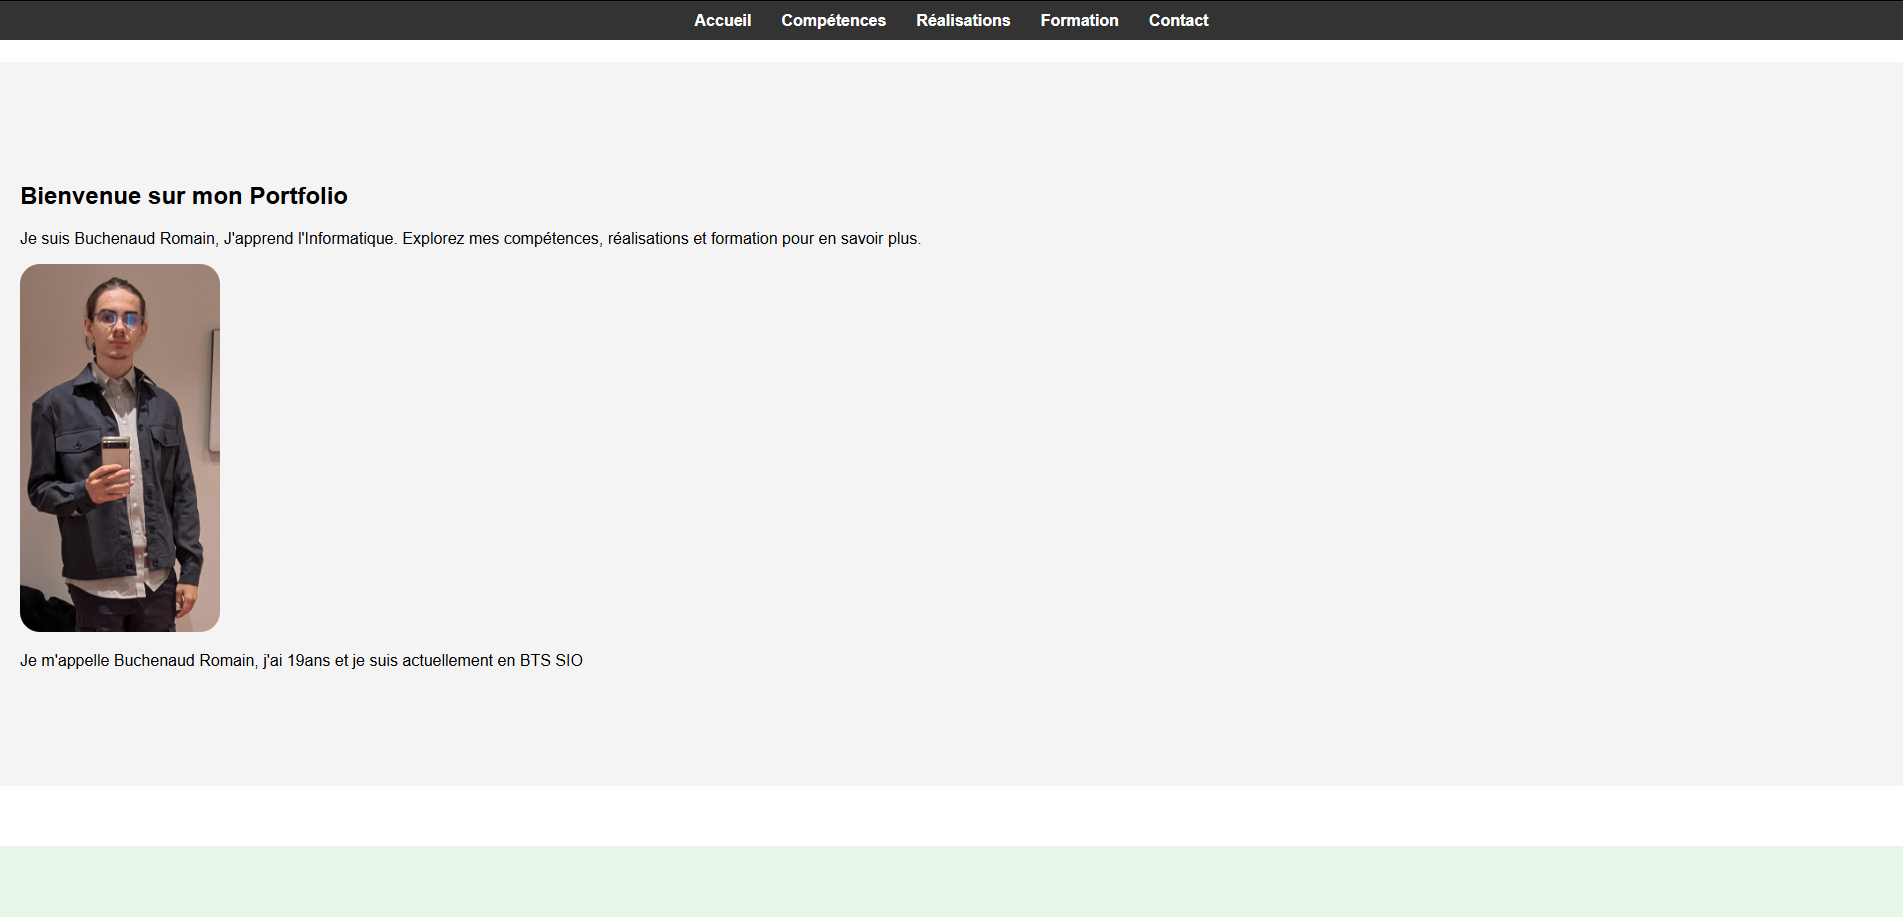 Accueil Compétences Réalisations Formation Contact
Bienvenue sur mon Portfolio
Je suis Buchenaud Romain, J'apprend l'Informatique. Explorez mes compétences, réalisations et formation pour en savoir plus.
Je m'appelle Buchenaud Romain, j'ai 19ans et je suis actuellement en BTS SIO